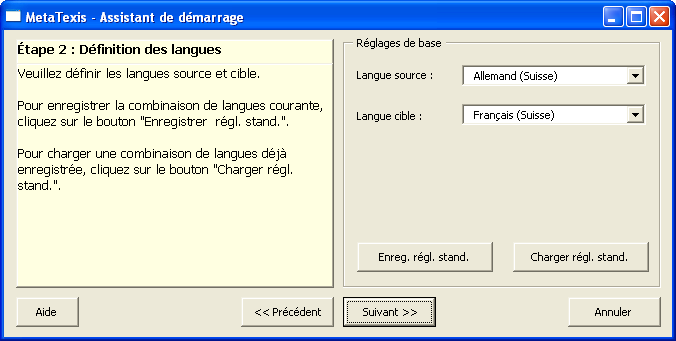 MetaTexis - Assistant de démarrage
Étape 2 : Définition des langues
Veuillez définir les langues source et cible.
Pour enregistrer la combinaison de langues courante,
cliquez sur le bouton "Enregistrer  régl. stand.".
Pour charger une combinaison de langues déjà
enregistrée, cliquez sur le bouton "Charger régl.
stand.".
Réglages de base
Langue source : Allemand (Suisse)
Langue cible : Français (Suisse)
Enreg. régl. stand. Charger régl. stand.
Aide << Précédent Suivant >> Annuler